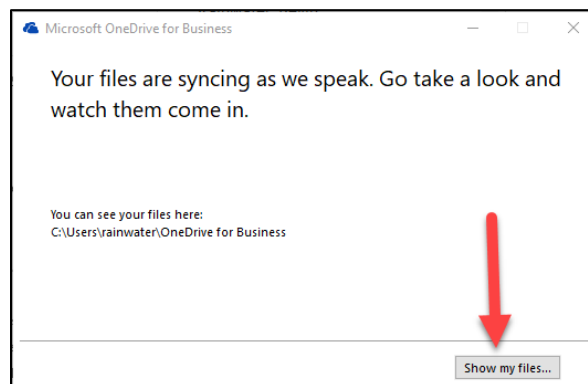 Microsoft OneDrive for Business
Your files are syncing as we speak. Go take a look and
watch them come in.
You can see your files here:
C:\Users\rainwater\OneDrive for Business
Show my files...